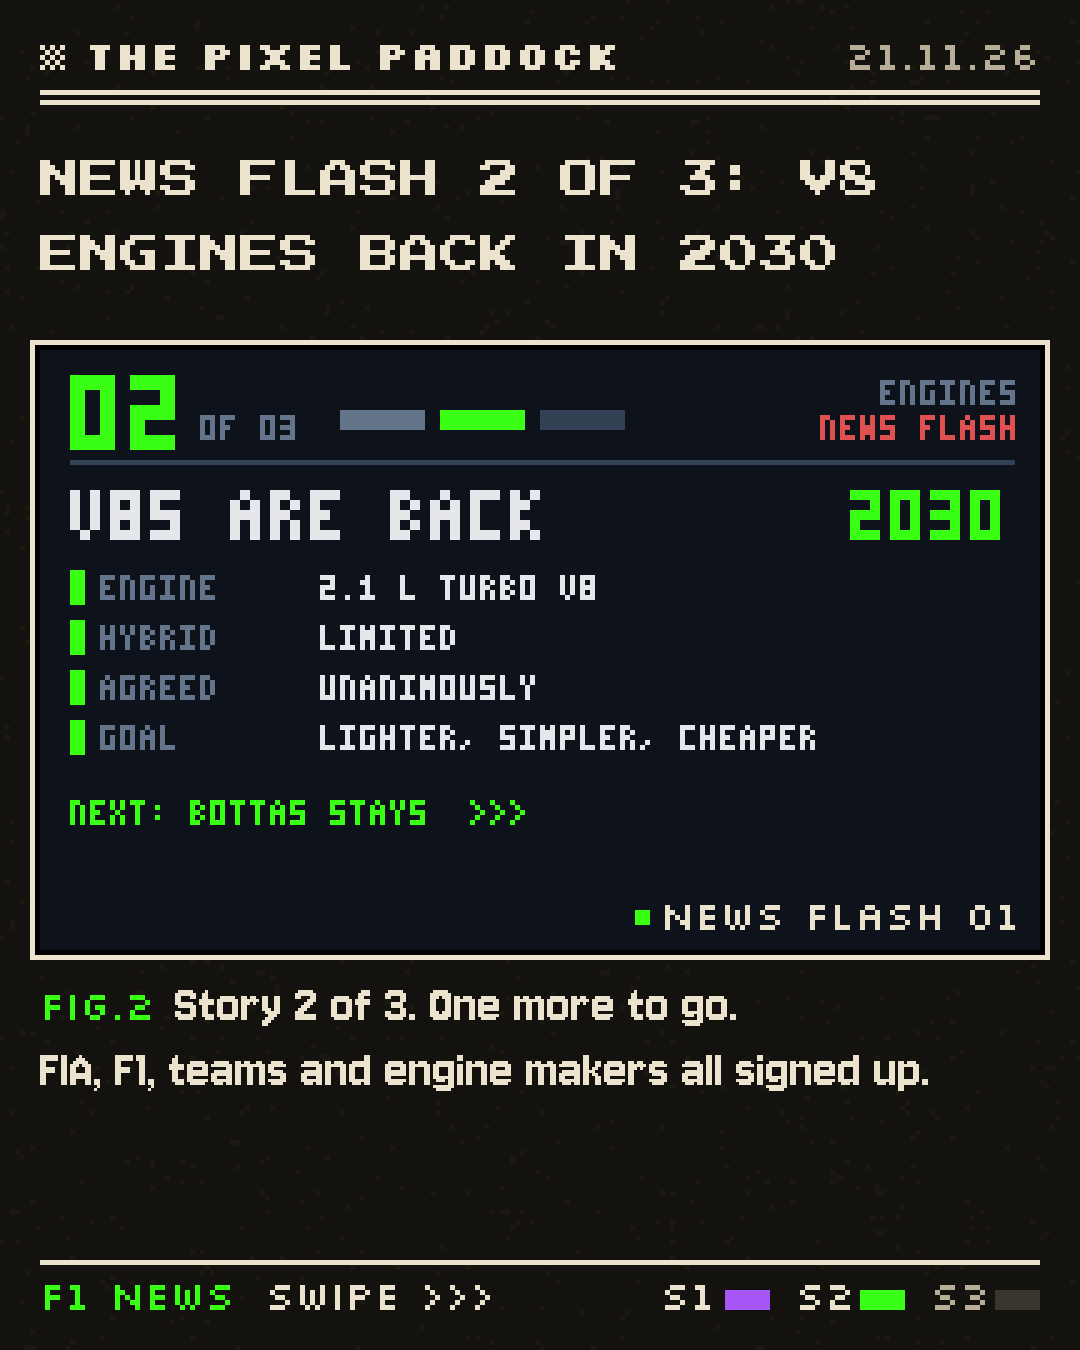 THE PIXEL PADDOCK 21.11.26
NEWS FLASH 2 OF 3: V8
ENGINES BACK IN 2030
02 OF 03 ENGINES
NEWS FLASH
V8S ARE BACK 2030
ENGINE 2.1 L TURBO V8
HYBRID LIMITED
AGREED UNANIMOUSLY
GOAL LIGHTER, SIMPLER, CHEAPER
NEXT: BOTTAS STAYS >>>
NEWS FLASH 01
FIG.2 Story 2 of 3. One more to go.
FIA, F1, teams and engine makers all signed up.
F1 NEWS SWIPE >>> S1 S2 S3